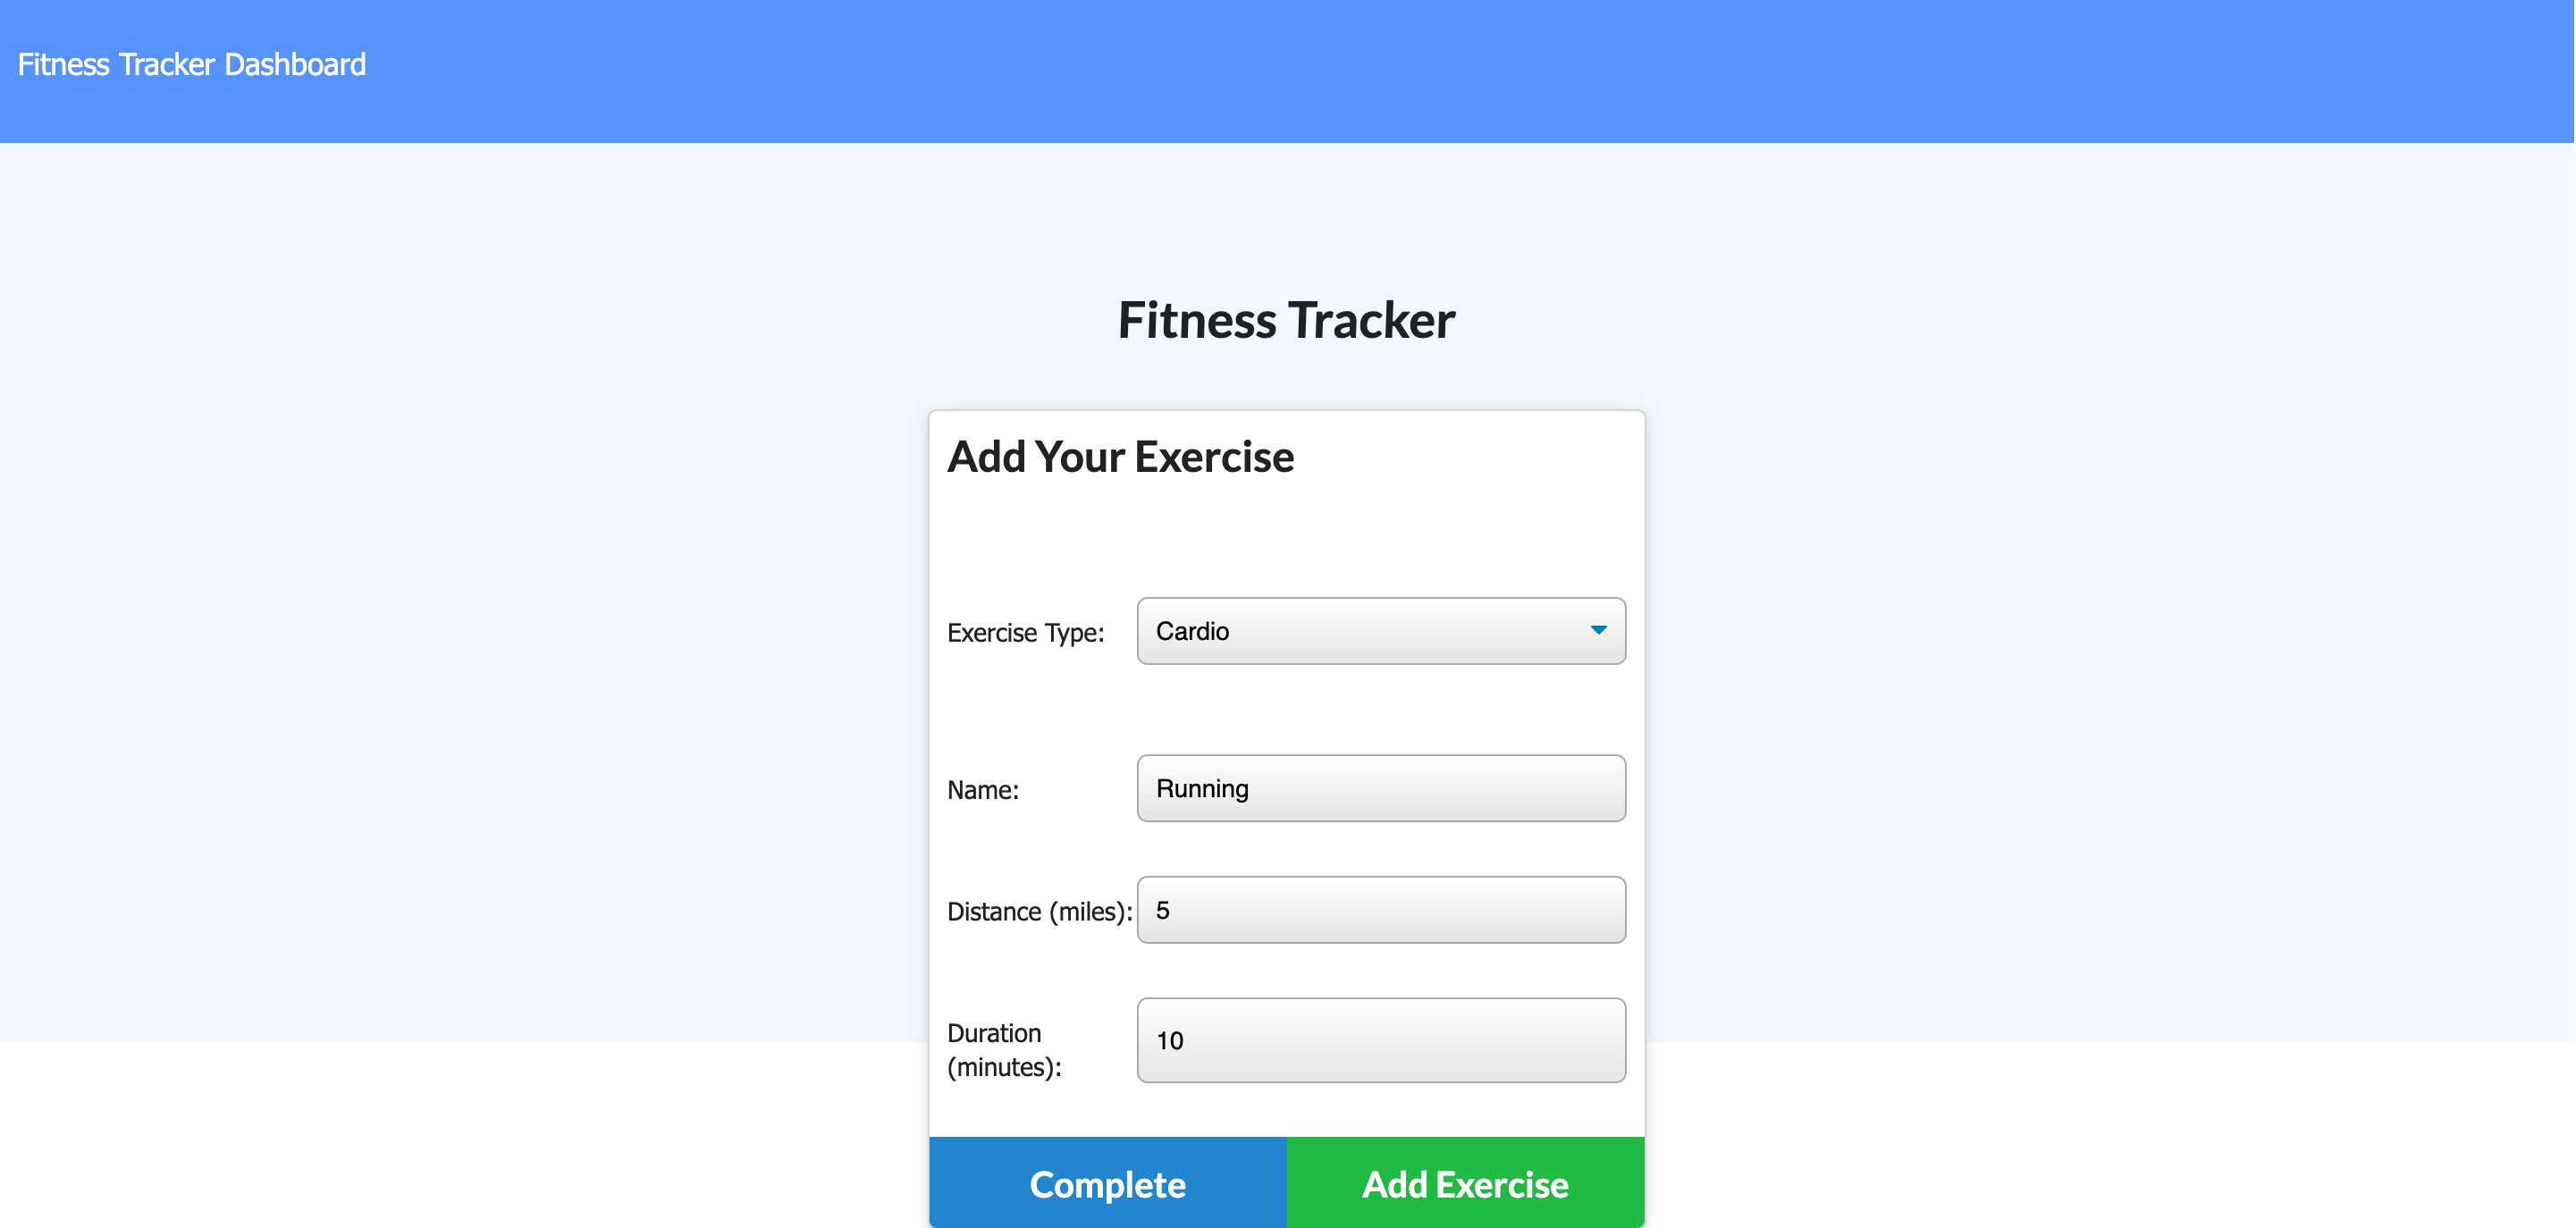 Fitness Tracker Dashboard
Fitness Tracker
Add Your Exercise
Exercise Type: Cardio
Name: Running
Distance (miles): 5
Duration
(minutes): 10
Complete Add Exercise